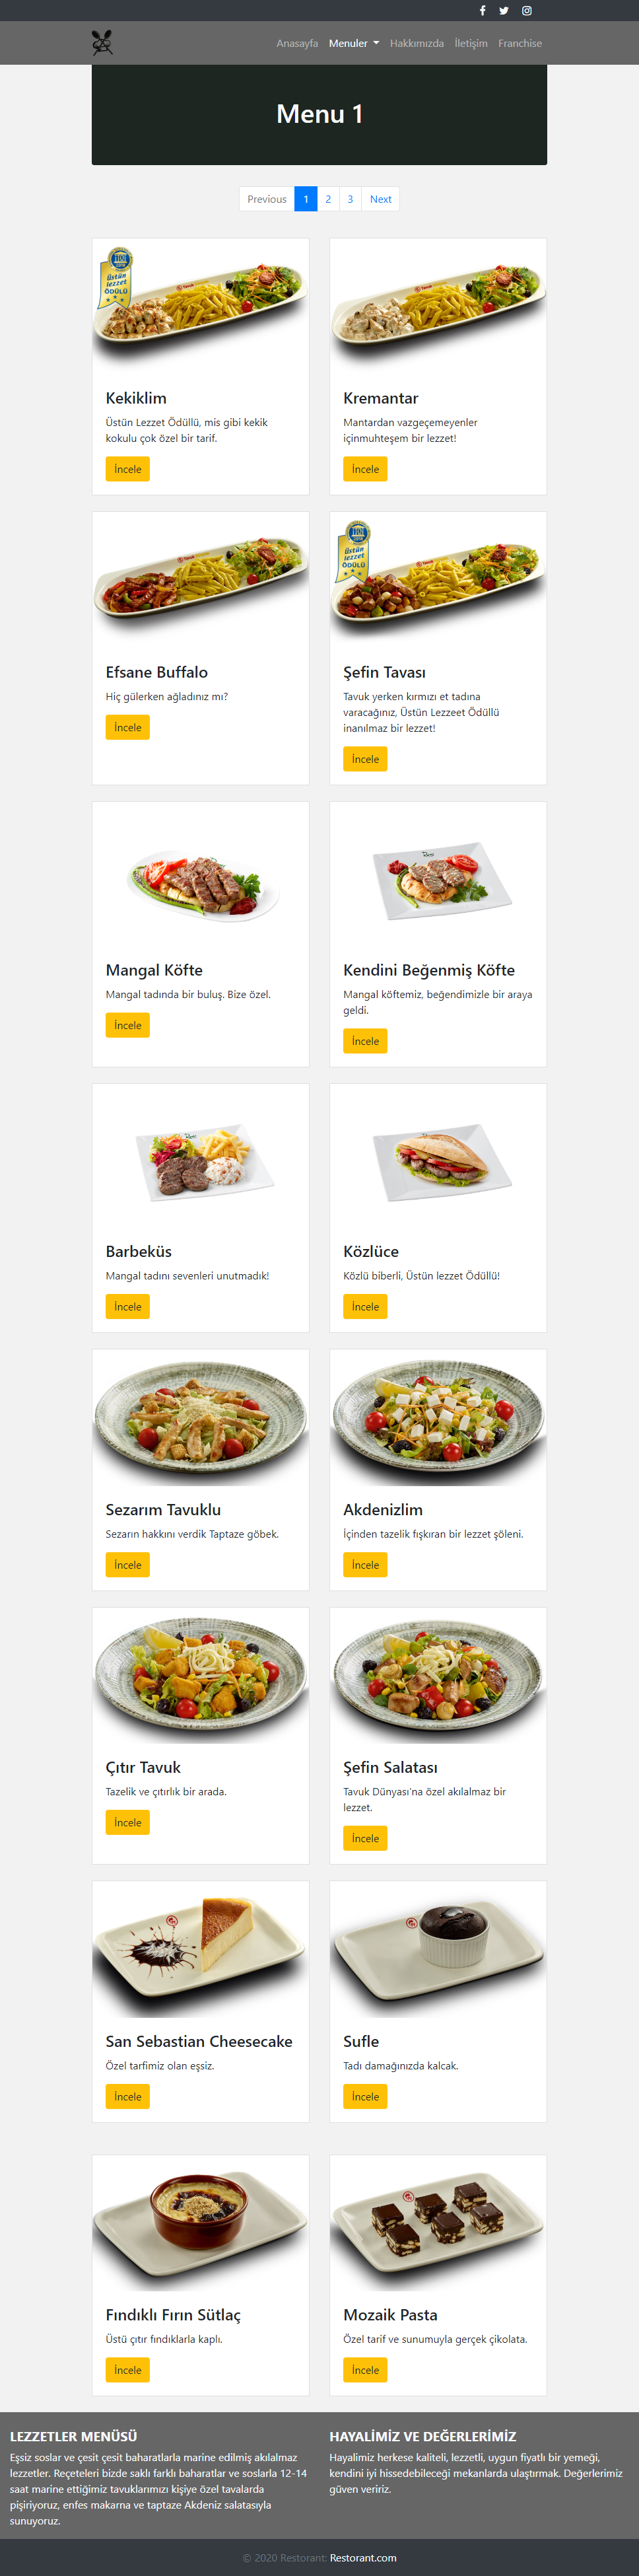 Anasayfa Menuler Hakkımızda İletişim Franchise
Menu 1
Previous 1 2 3 Next
Üstün
lezzet
ÖDÜLÜ
Kekiklim
Üstün Lezzet Ödüllü, mis gibi kekik
kokulu çok özel bir tarif.
İncele
Kremantar
Mantardan vazgeçemeyenler
içinmuhteşem bir lezzet!
İncele
Efsane Buffalo
Hiç gülerken ağladınız mı?
İncele
üstün
lezzet
ÖDÜLÜ
Şefin Tavası
Tavuk yerken kırmızı et tadına
varacağınız, Üstün Lezzeet Ödüllü
inanılmaz bir lezzet!
İncele
Mangal Köfte
Mangal tadında bir buluş. Bize özel.
İncele
Kendini Beğenmiş Köfte
Mangal köftemiz, beğendimizle bir araya
geldi.
İncele
Barbeküs
Mangal tadını sevenleri unutmadık!
İncele
Közlüce
Közlü biberli, Üstün lezzet Ödüllü!
İncele
Sezarım Tavuklu
Sezarın hakkını verdik Taptaze göbek.
İncele
Akdenizlim
İçinden tazelik fışkıran bir lezzet şöleni.
İncele
Çıtır Tavuk
Tazelik ve çıtırlık bir arada.
İncele
Şefin Salatası
Tavuk Dünyası'na özel akılalmaz bir
lezzet.
İncele
San Sebastian Cheesecake
Özel tarfimiz olan eşsiz.
İncele
Sufle
Tadı damağınızda kalcak.
İncele
Fındıklı Fırın Sütlaç
Üstü çıtır fındıklarla kaplı.
İncele
Mozaik Pasta
Özel tarif ve sunumuyla gerçek çikolata.
İncele
LEZZETLER MENÜSÜ
Eşsiz soslar ve çesit çesit baharatlarla marine edilmiş akılalmaz
lezzetler. Reçeteleri bizde saklı farklı baharatlar ve soslarla 12-14
saat marine ettiğimiz tavuklarımızı kişiye özel tavalarda
pişiriyoruz, enfes makarna ve taptaze Akdeniz salatasıyla
sunuyoruz.
HAYALİMİZ VE DEĞERLERİMİZ
Hayalimiz herkese kaliteli, lezzetli, uygun fiyatlı bir yemeği,
kendini iyi hissedebileceği mekanlarda ulaştırmak. Değerlerimiz
güven veririz.
© 2020 Restorant: Restorant.com